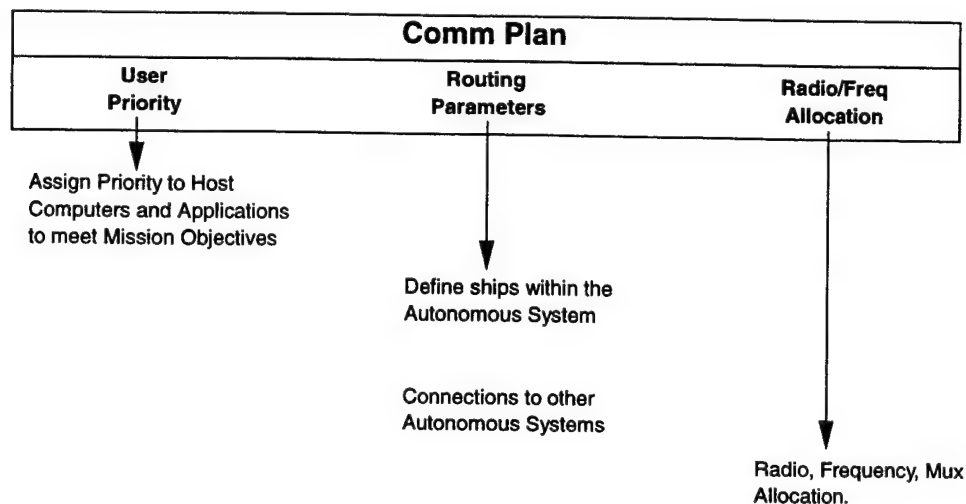 Comm Plan
User
Priority
Routing
Parameters
Radio/Freq
Allocation
Assign Priority to Host
Computers and Applications
to meet Mission Objectives
Define ships within the
Autonomous System
Connections to other
Autonomous Systems
Radio, Frequency, Mux
Allocation.